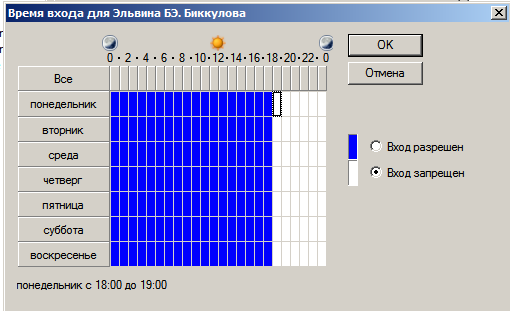 Время входа для Эльвина БЭ. Биккулова
0 · 2 · 4 · 6 · 8 · 10 · 12 · 14 · 16 · 18 · 20 · 22 · 0
OK
Отмена
Все
понедельник
вторник
среда
четверг
пятница
суббота
воскресенье
Вход разрешен
Вход запрещен
понедельник с 18:00 до 19:00